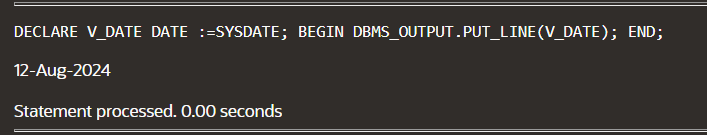 DECLARE V_DATE DATE :=SYSDATE; BEGIN DBMS_OUTPUT.PUT_LINE(V_DATE); END;
12-Aug-2024
Statement processed. 0.00 seconds